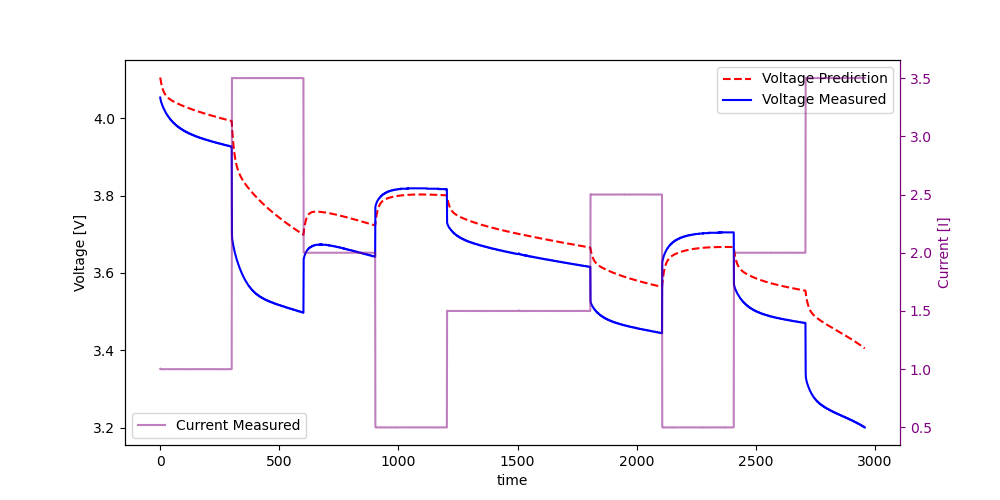 Voltage Prediction
Voltage Measured
Current Measured
4.0
3.8
3.6
3.4
3.2
Voltage [V]
3.5
3.0
2.5
2.0
1.5
1.0
0.5
Current [I]
0 500 1000 1500 2000 2500 3000
time